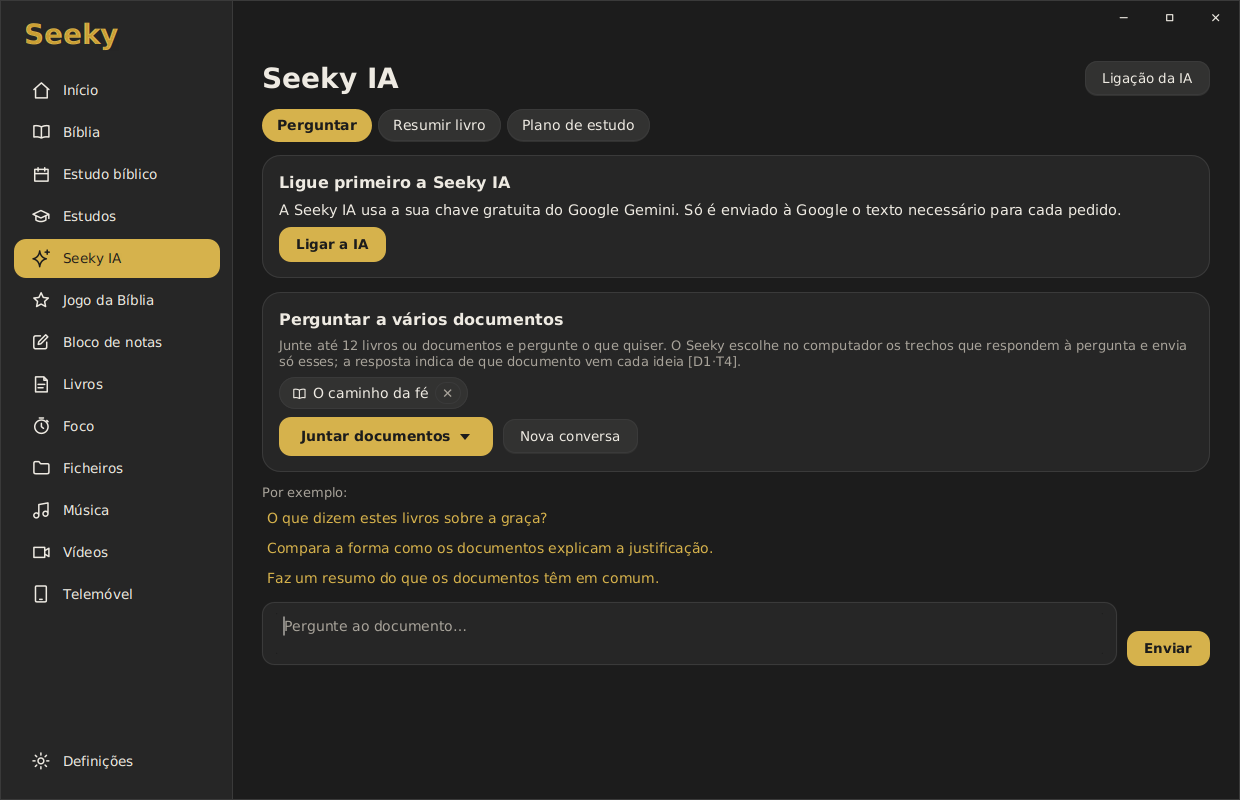 Seeky
Início
Bíblia
Estudo bíblico
Estudos
Seeky IA
Jogo da Bíblia
Bloco de notas
Livros
Foco
Ficheiros
Música
Vídeos
Telemóvel
Definições
Seeky IA
Ligação da IA
Perguntar
Resumir livro
Plano de estudo
Ligue primeiro a Seeky IA
A Seeky IA usa a sua chave gratuita do Google Gemini. Só é enviado à Google o texto necessário para cada pedido.
Ligar a IA
Perguntar a vários documentos
Junte até 12 livros ou documentos e pergunte o que quiser. O Seeky escolhe no computador os trechos que respondem à pergunta e envia
só esses; a resposta indica de que documento vem cada ideia [D1·T4].
O caminho da fé
Juntar documentos
Nova conversa
Por exemplo:
O que dizem estes livros sobre a graça?
Compara a forma como os documentos explicam a justificação.
Faz um resumo do que os documentos têm em comum.
Pergunte ao documento…
Enviar